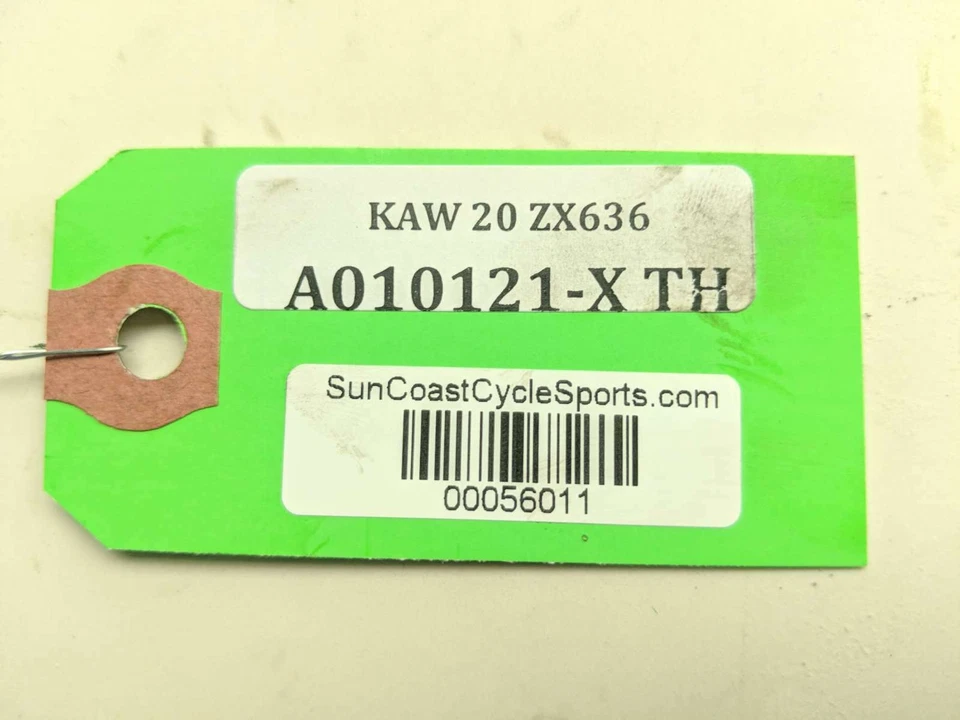 KAW 20 ZX636
A010121-X TH
SunCoastCycleSports.com
00056011